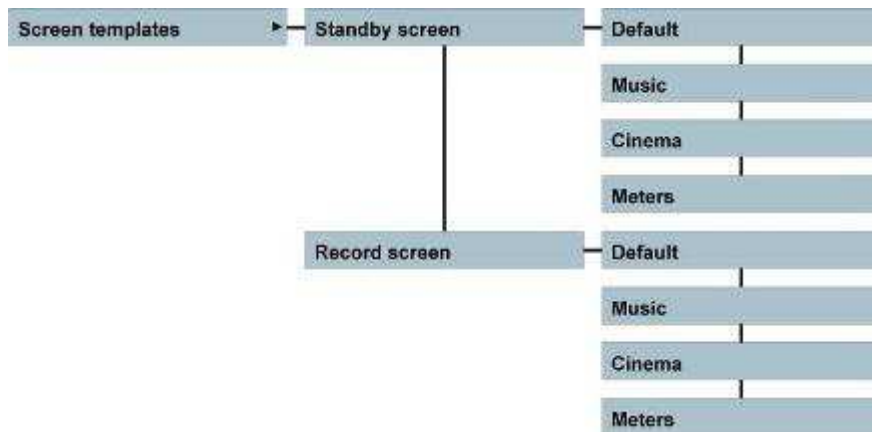 Screen templates ► Standby screen Default
Music
Cinema
Meters
Record screen Default
Music
Cinema
Meters